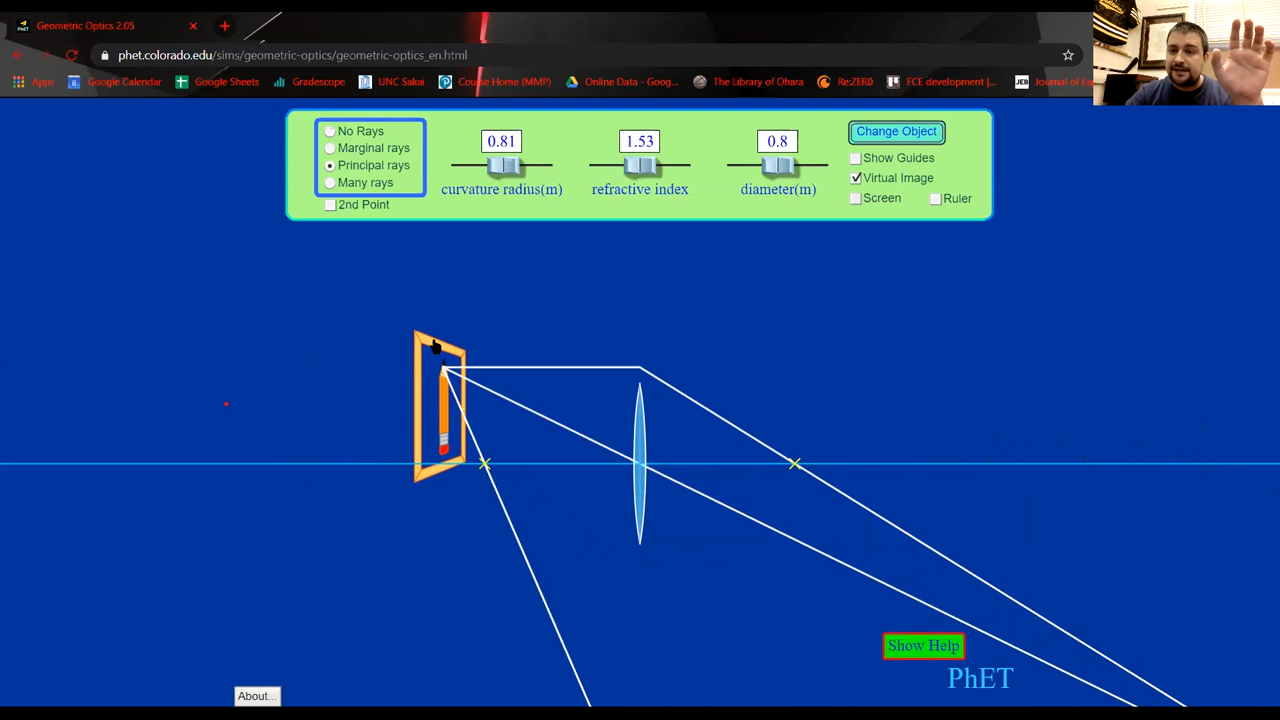 Geometric Optics 2.05
phet.colorado.edu/sims/geometric-optics/geometric-optics_en.html
Apps Google Calendar Google Sheets Gradescope UNC Sakai Course Home (MMP) Online Data - Goog... The Library of Ohara Re:ZER0 FCE development |... JEB Journal of Ex
No Rays
Marginal rays
Principal rays
Many rays
2nd Point
0.81
curvature radius(m)
1.53
refractive index
0.8
diameter(m)
Change Object
Show Guides
Virtual Image
Screen
Ruler
Show Help
PhET
About...